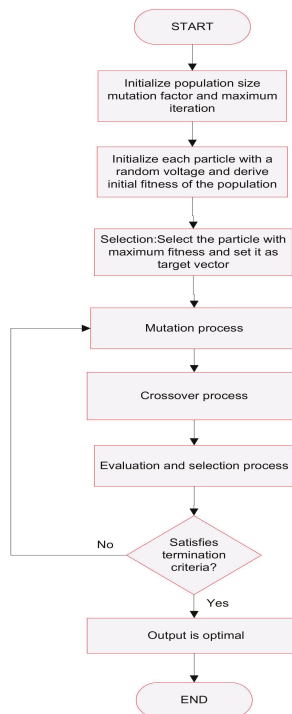 START
Initialize population size
mutation factor and maximum
iteration
Initialize each particle with a
random voltage and derive
initial fitness of the population
Selection:Select the particle with
maximum fitness and set it as
target vector
Mutation process
Crossover process
Evaluation and selection process
Satisfies
termination
criteria?
No
Yes
Output is optimal
END